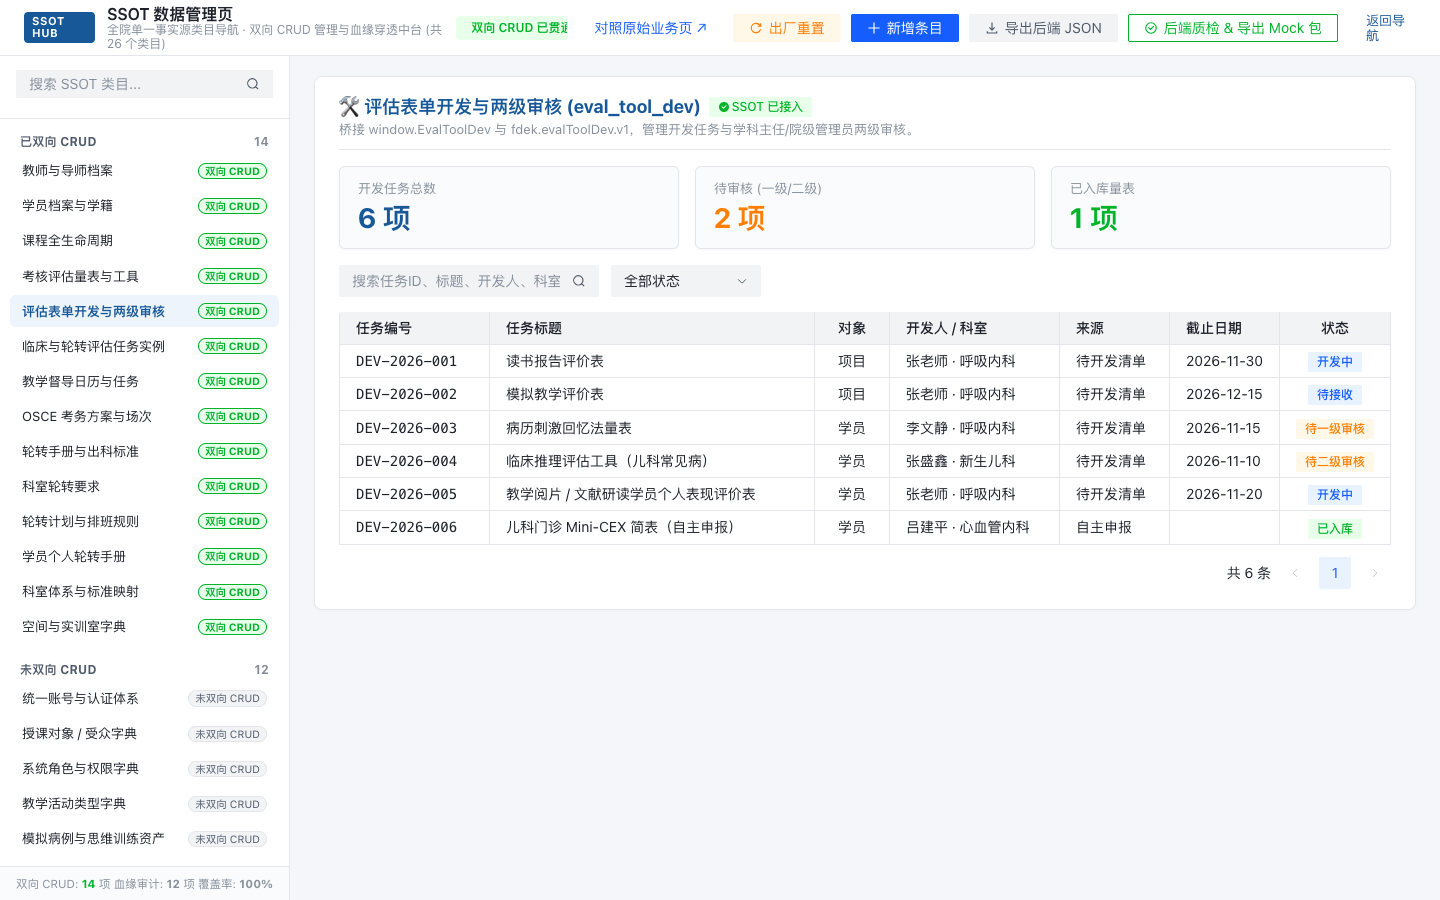 SSOT HUB
SSOT 数据管理页
全院单一事实源类目导航 · 双向 CRUD 管理与血缘穿透中台 (共 26 个类目)
双向 CRUD 已贯通
对照原始业务页
出厂重置
新增条目
导出后端 JSON
后端质检 & 导出 Mock 包
返回导航
搜索 SSOT 类目...
已双向 CRUD 14
教师与导师档案 双向 CRUD
学员档案与学籍 双向 CRUD
课程全生命周期 双向 CRUD
考核评估量表与工具 双向 CRUD
评估表单开发与两级审核 双向 CRUD
临床与轮转评估任务实例 双向 CRUD
教学督导日历与任务 双向 CRUD
OSCE 考务方案与场次 双向 CRUD
轮转手册与出科标准 双向 CRUD
科室轮转要求 双向 CRUD
轮转计划与排班规则 双向 CRUD
学员个人轮转手册 双向 CRUD
科室体系与标准映射 双向 CRUD
空间与实训室字典 双向 CRUD
未双向 CRUD 12
统一账号与认证体系 未双向 CRUD
授课对象 / 受众字典 未双向 CRUD
系统角色与权限字典 未双向 CRUD
教学活动类型字典 未双向 CRUD
模拟病例与思维训练资产 未双向 CRUD
双向 CRUD: 14 项 血缘审计: 12 项 覆盖率: 100%
评估表单开发与两级审核 (eval_tool_dev) SSOT 已接入
桥接 window.EvalToolDev 与 fdek.evalToolDev.v1，管理开发任务与学科主任/院级管理员两级审核。
开发任务总数
6 项
待审核 (一级/二级)
2 项
已入库量表
1 项
搜索任务ID、标题、开发人、科室
全部状态
任务编号 任务标题 对象 开发人 / 科室 来源 截止日期 状态
DEV-2026-001 读书报告评价表 项目 张老师 · 呼吸内科 待开发清单 2026-11-30 开发中
DEV-2026-002 模拟教学评价表 项目 张老师 · 呼吸内科 待开发清单 2026-12-15 待接收
DEV-2026-003 病历刺激回忆法量表 学员 李文静 · 呼吸内科 待开发清单 2026-11-15 待一级审核
DEV-2026-004 临床推理评估工具（儿科常见病） 学员 张盛鑫 · 新生儿科 待开发清单 2026-11-10 待二级审核
DEV-2026-005 教学阅片 / 文献研读学员个人表现评价表 学员 张老师 · 呼吸内科 待开发清单 2026-11-20 开发中
DEV-2026-006 儿科门诊 Mini-CEX 简表（自主申报） 学员 吕建平 · 心血管内科 自主申报 已入库
共 6 条 1